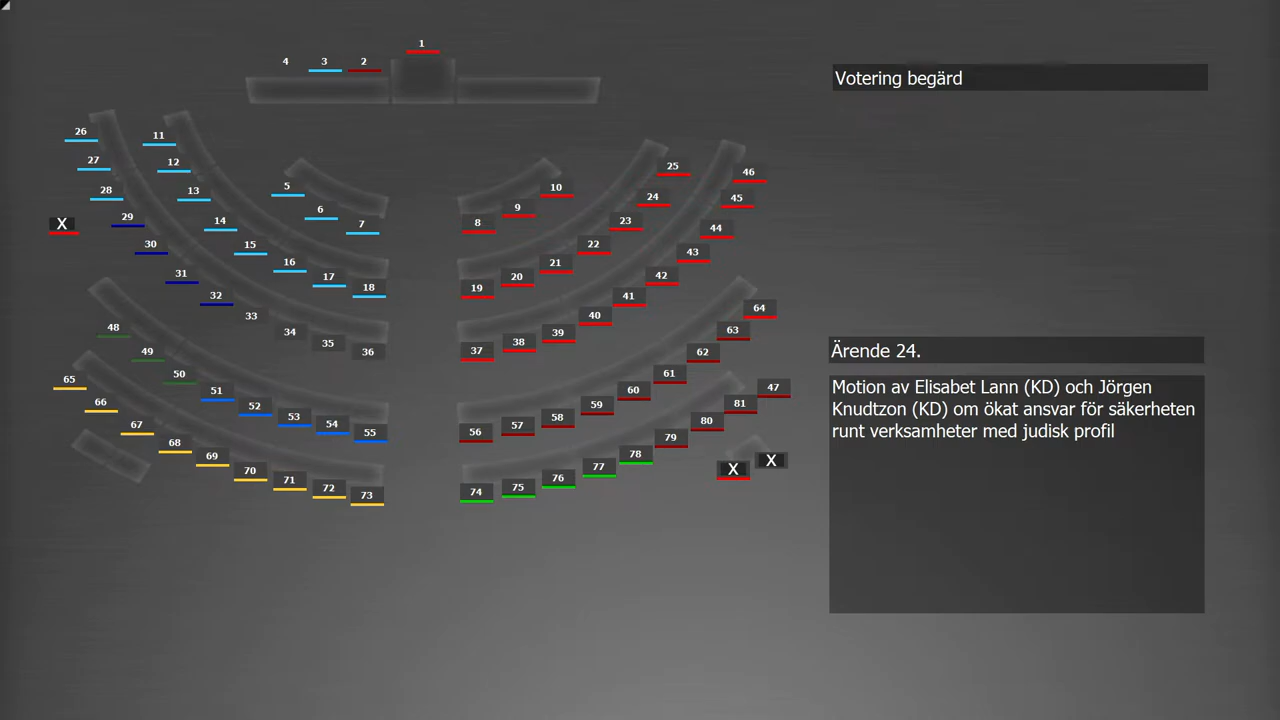 1
4 3 2
Votering begärd
26 11
27 12 25 46
28 13 5 10 24 45
X 29 14 6 7 8 9 23 44
30 15 22 43
31 16 17 18 19 20 21 42
32 33 34 35 36 37 38 39 40 41 64
48 63
49 62
Ärende 24.
65 50 51 61 47
Motion av Elisabet Lann (KD) och Jörgen
66 52 60 81
Knudtzon (KD) om ökat ansvar för säkerheten
67 53 54 55 56 57 58 59 80
runt verksamheter med judisk profil
68 69 79
70 71 72 73 74 75 76 77 78 X X